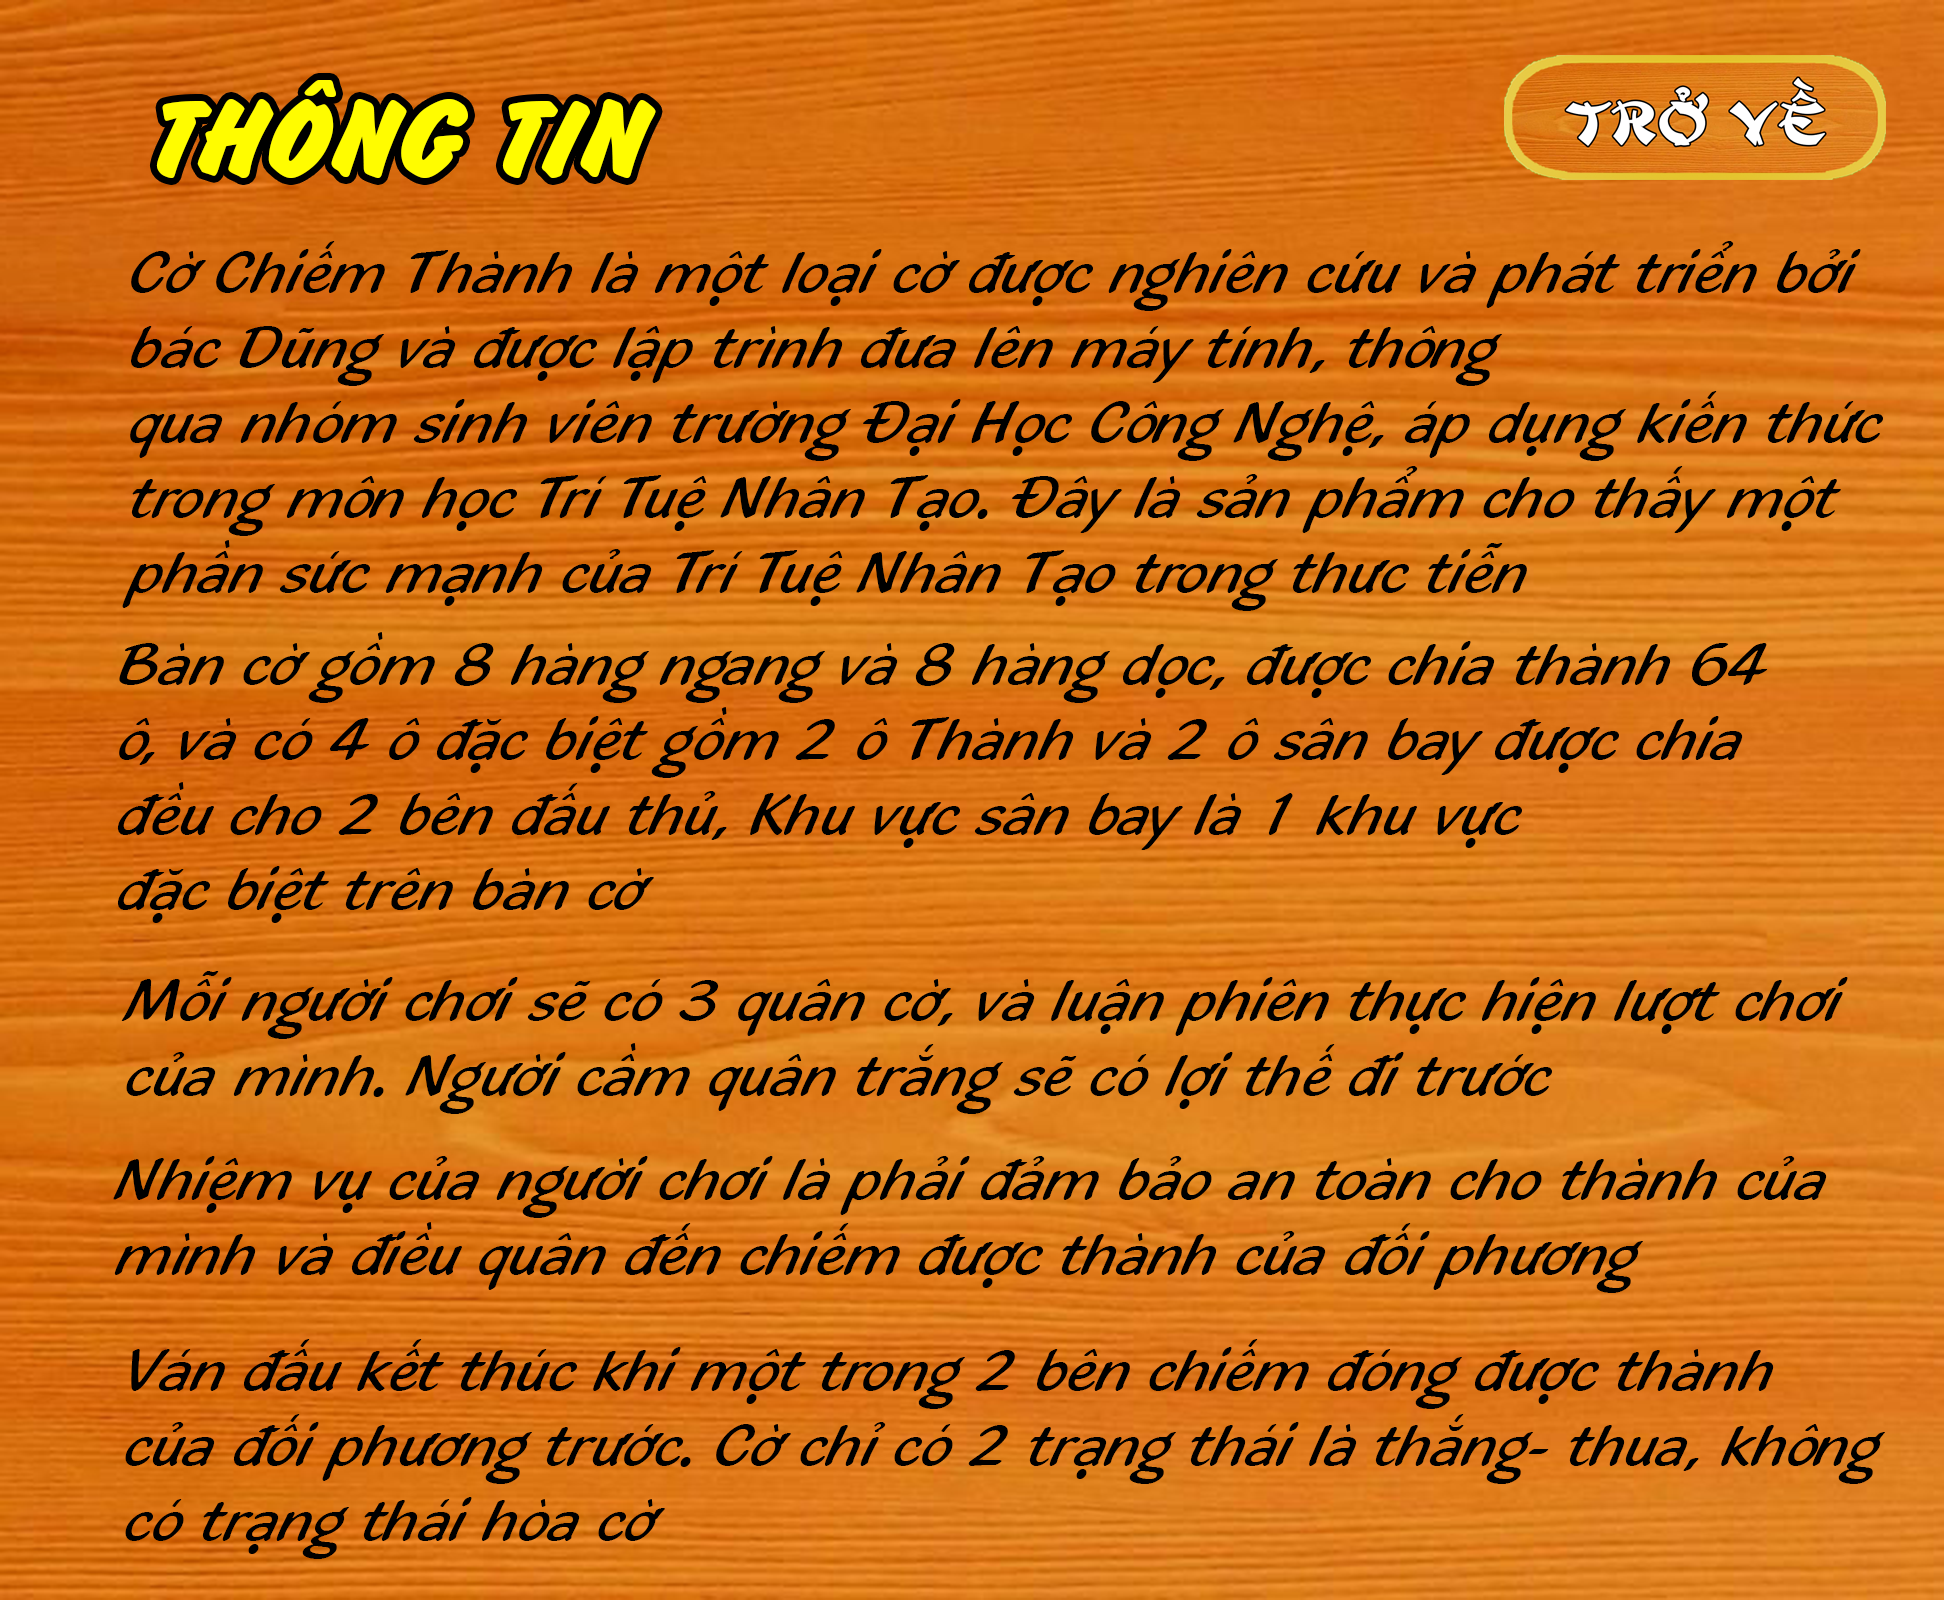 THÔNG TIN
TRỞ VỀ
Cờ Chiếm Thành là một loại cờ được nghiên cứu và phát triển bởi
bác Dũng và được lập trình đưa lên máy tính, thông
qua nhóm sinh viên trường Đại Học Công Nghệ, áp dụng kiến thức
trong môn học Trí Tuệ Nhân Tạo. Đây là sản phẩm cho thấy một
phần sức mạnh của Trí Tuệ Nhân Tạo trong thưc tiễn
Bàn cờ gồm 8 hàng ngang và 8 hàng dọc, được chia thành 64
ô, và có 4 ô đặc biệt gồm 2 ô Thành và 2 ô sân bay được chia
đều cho 2 bên đấu thủ, Khu vực sân bay là 1 khu vực
đặc biệt trên bàn cờ
Mỗi người chơi sẽ có 3 quân cờ, và luận phiên thực hiện lượt chơi
của mình. Người cầm quân trắng sẽ có lợi thế đi trước
Nhiệm vụ của người chơi là phải đảm bảo an toàn cho thành của
mình và điều quân đến chiếm được thành của đối phương
Ván đấu kết thúc khi một trong 2 bên chiếm đóng được thành
của đối phương trước. Cờ chỉ có 2 trạng thái là thắng- thua, không
có trạng thái hòa cờ